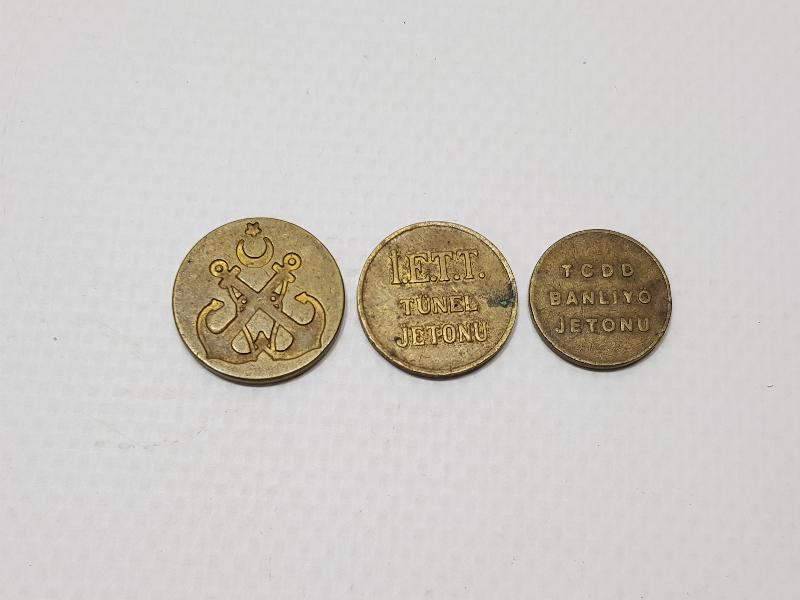 İ.E.T.T.
TÜNEL
JETONU
TCDD
BANLİYÖ
JETONU